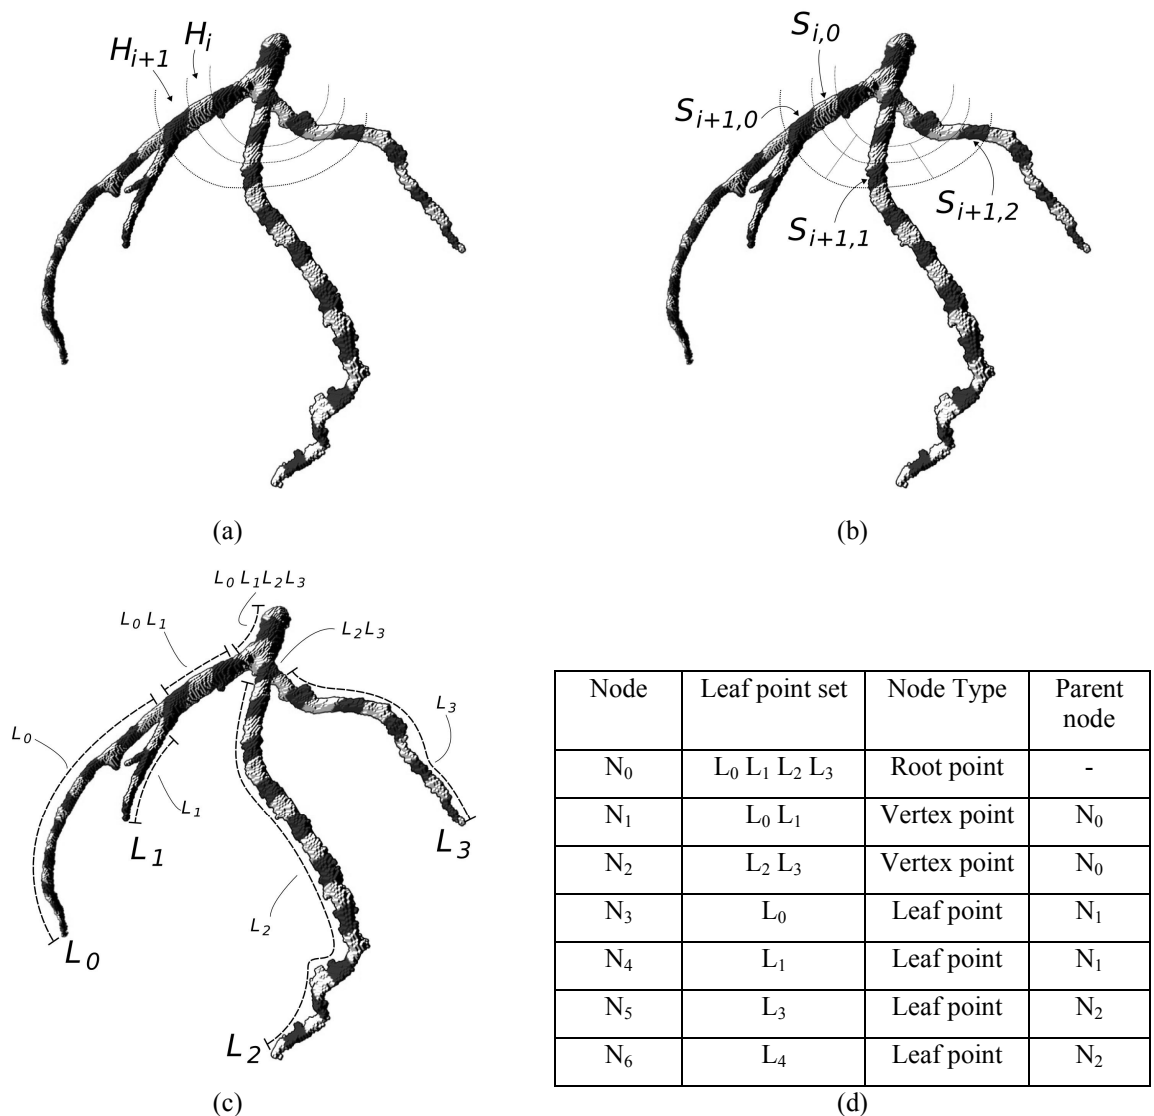 H_i
H_{i+1}
(a)
S_{i,0}
S_{i+1,0}
S_{i+1,2}
S_{i+1,1}
(b)
L_0 L_1 L_2 L_3
L_0 L_1
L_2 L_3
L_3
L_0
L_1
L_1
L_3
L_2
L_0
L_2
(c)
Node Leaf point set Node Type Parent
node
N_0 L_0 L_1 L_2 L_3 Root point -
N_1 L_0 L_1 Vertex point N_0
N_2 L_2 L_3 Vertex point N_0
N_3 L_0 Leaf point N_1
N_4 L_1 Leaf point N_1
N_5 L_3 Leaf point N_2
N_6 L_4 Leaf point N_2
(d)